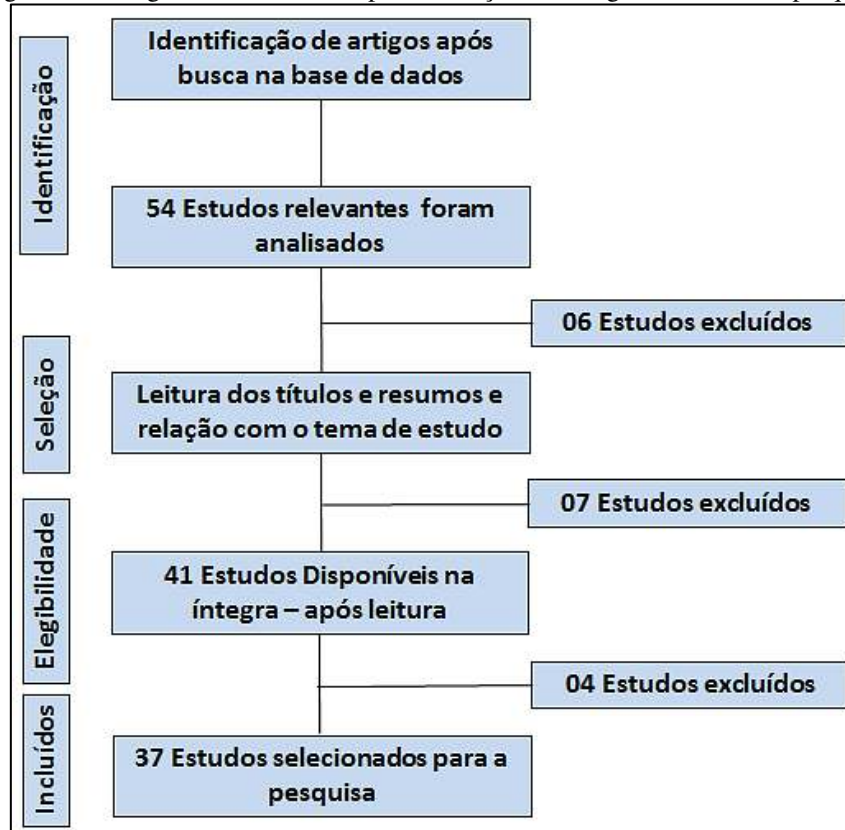 Identificação
Identificação de artigos após
busca na base de dados
54 Estudos relevantes foram
analisados
06 Estudos excluídos
Seleção
Leitura dos títulos e resumos e
relação com o tema de estudo
07 Estudos excluídos
Elegibilidade
41 Estudos Disponíveis na
íntegra – após leitura
04 Estudos excluídos
Incluídos
37 Estudos selecionados para a
pesquisa